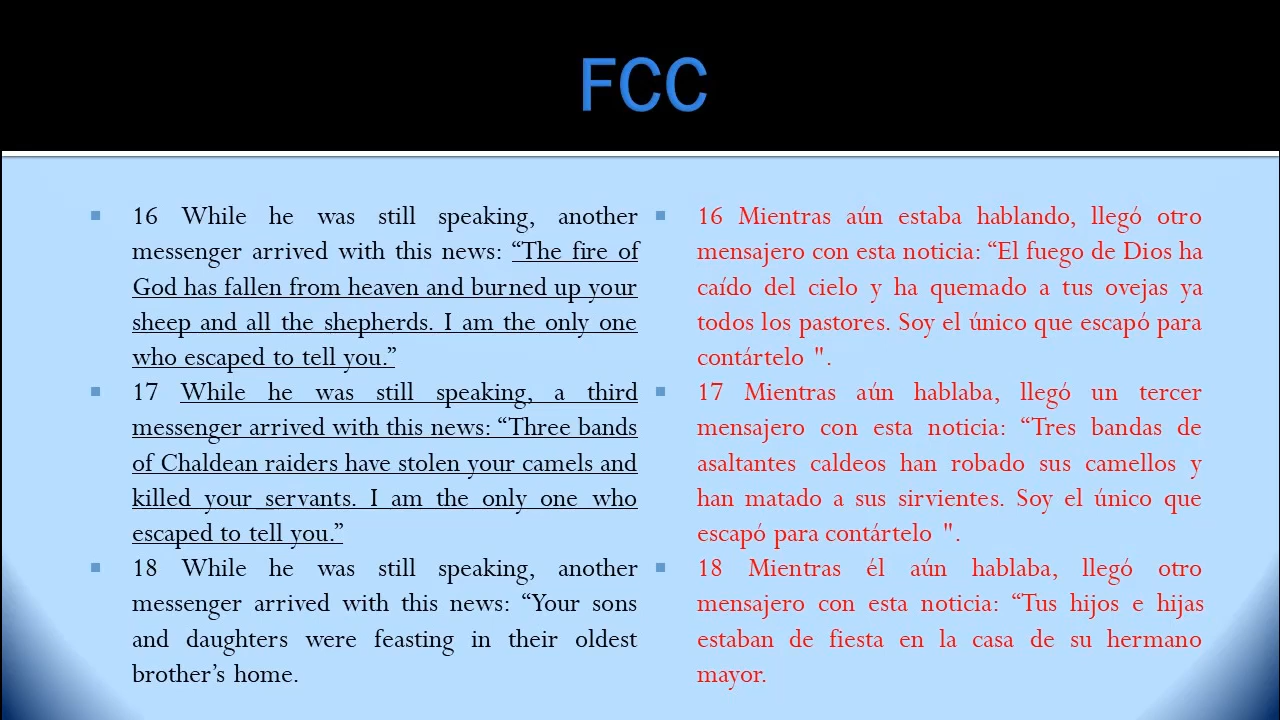 FCC
16 While he was still speaking, another
messenger arrived with this news: “The fire of
God has fallen from heaven and burned up your
sheep and all the shepherds. I am the only one
who escaped to tell you.”
17 While he was still speaking, a third
messenger arrived with this news: “Three bands
of Chaldean raiders have stolen your camels and
killed your servants. I am the only one who
escaped to tell you.”
18 While he was still speaking, another
messenger arrived with this news: “Your sons
and daughters were feasting in their oldest
brother’s home.
16 Mientras aún estaba hablando, llegó otro
mensajero con esta noticia: “El fuego de Dios ha
caído del cielo y ha quemado a tus ovejas ya
todos los pastores. Soy el único que escapó para
contártelo ".
17 Mientras aún hablaba, llegó un tercer
mensajero con esta noticia: “Tres bandas de
asaltantes caldeos han robado sus camellos y
han matado a sus sirvientes. Soy el único que
escapó para contártelo ".
18 Mientras él aún hablaba, llegó otro
mensajero con esta noticia: “Tus hijos e hijas
estaban de fiesta en la casa de su hermano
mayor.